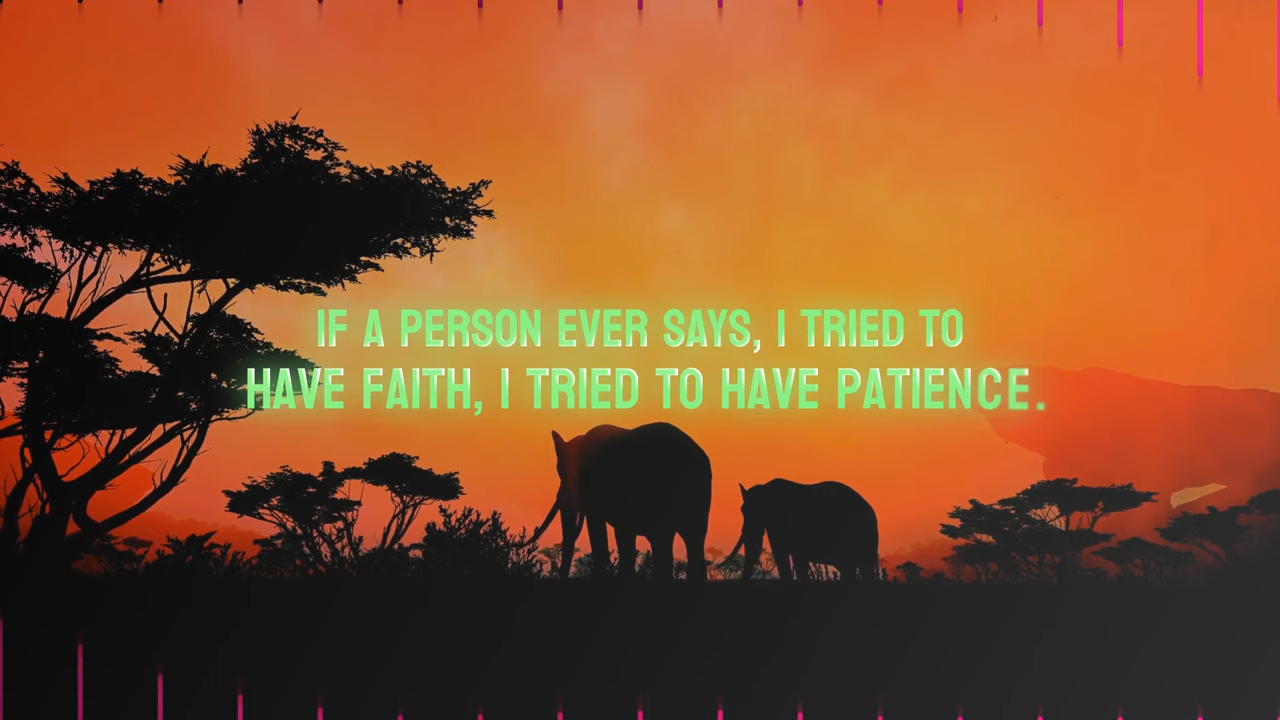 IF A PERSON EVER SAYS, I TRIED TO
HAVE FAITH, I TRIED TO HAVE PATIENCE.